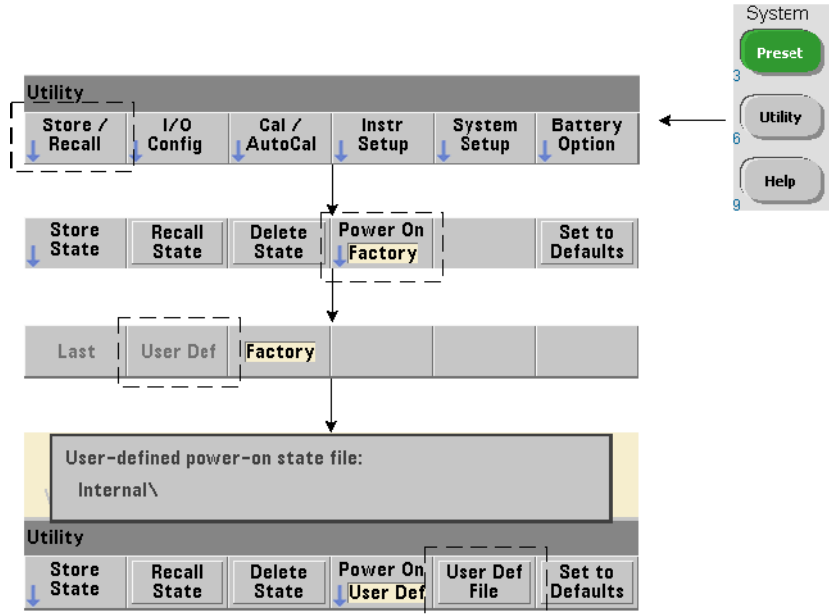 System
Preset
3
Utility
6
Help
9
Utility
Store / Recall
I/O Config
Cal / AutoCal
Instr Setup
System Setup
Battery Option
Store State
Recall State
Delete State
Power On Factory
Set to Defaults
Last
User Def
Factory
User-defined power-on state file:
Internal\
Utility
Store State
Recall State
Delete State
Power On User Def
User Def File
Set to Defaults